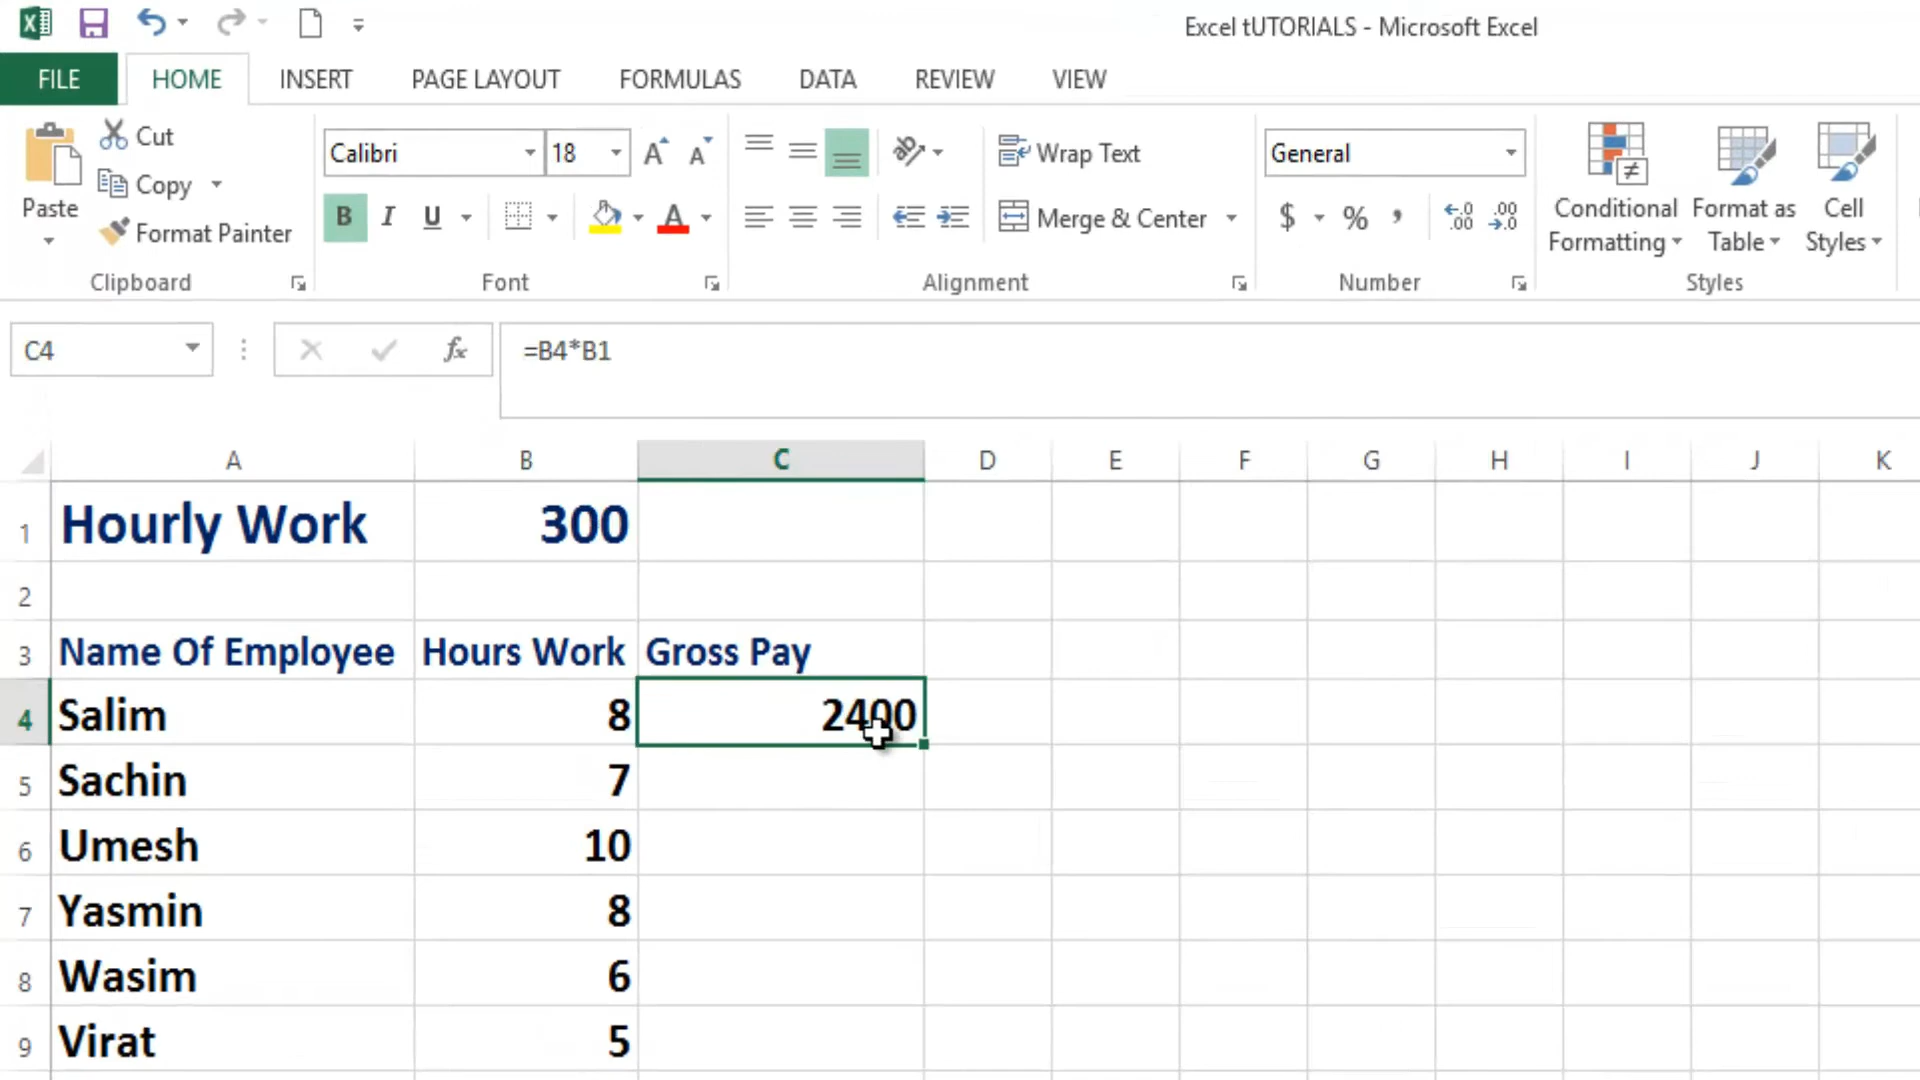 Excel tUTORIALS - Microsoft Excel
FILE HOME INSERT PAGE LAYOUT FORMULAS DATA REVIEW VIEW
Paste
Cut
Copy
Format Painter
Clipboard
Calibri 18
B I U
Font
Wrap Text
Merge & Center
Alignment
General
$ % ,
Number
Conditional Formatting
Format as Table
Cell Styles
Styles
C4 fx =B4*B1
A B C D E F G H I J K
1 Hourly Work 300
2
3 Name Of Employee Hours Work Gross Pay
4 Salim 8 2400
5 Sachin 7
6 Umesh 10
7 Yasmin 8
8 Wasim 6
9 Virat 5